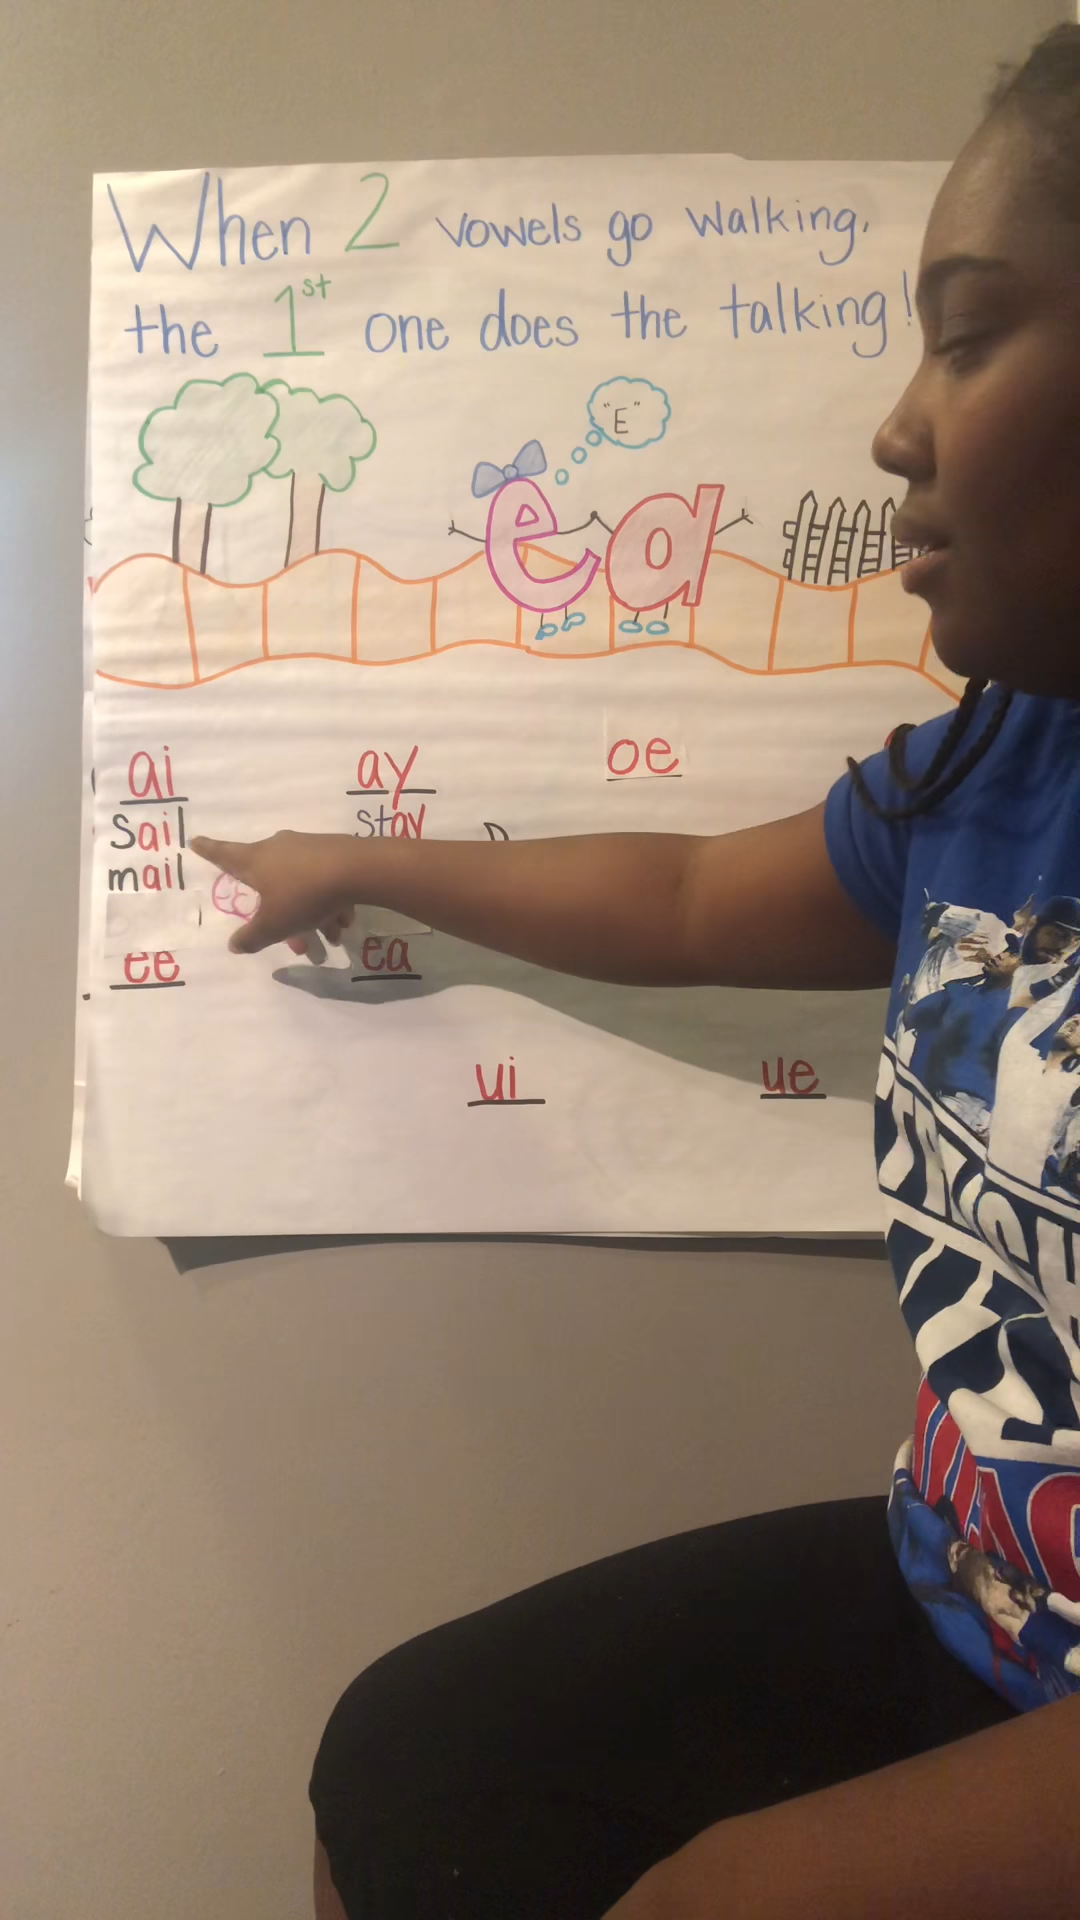 When 2 vowels go walking,
the 1st one does the talking!
"E"
ea
ai
ay
oe
sail
stay
mail
ee
ea
ui
ue